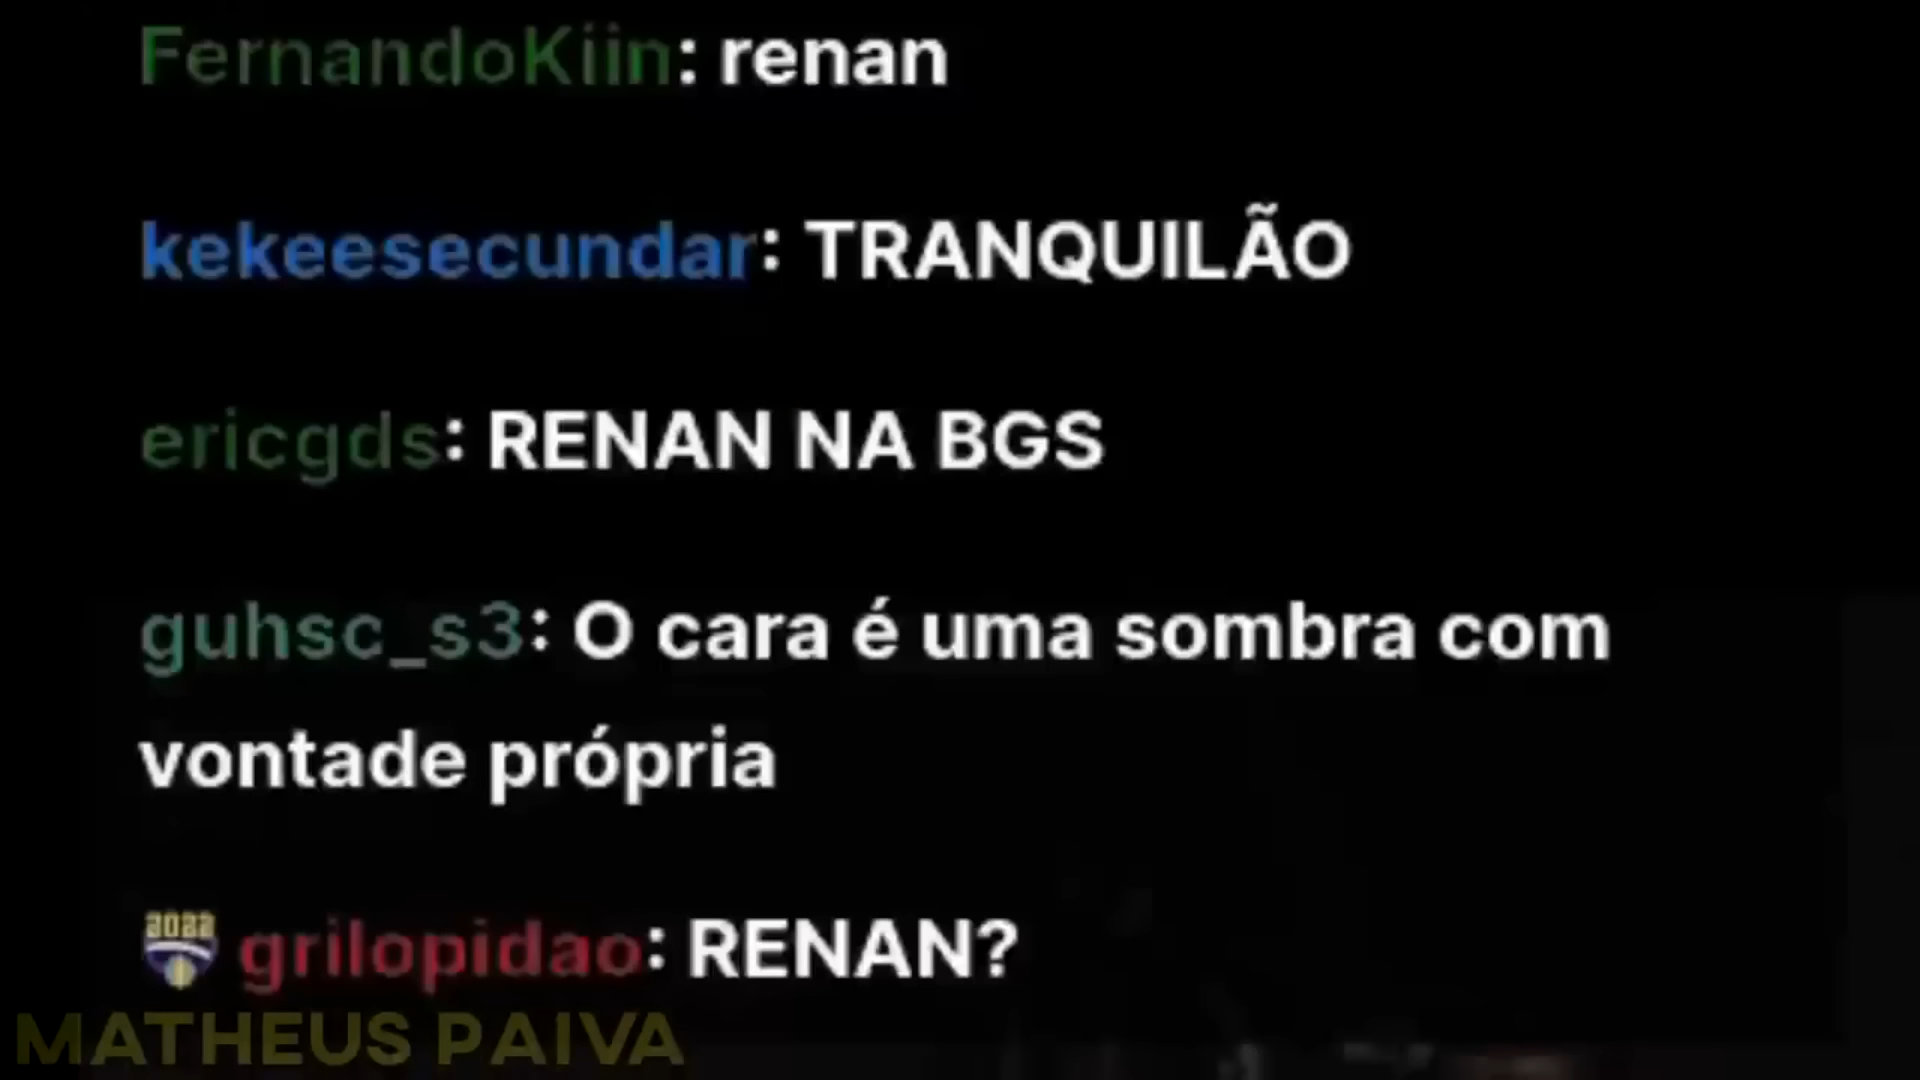 FernandoKiin: renan
kekeesecundar: TRANQUILÃO
ericgds: RENAN NA BGS
guhsc_s3: O cara é uma sombra com
vontade própria
2022 grilopidao: RENAN?
MATHEUS PAIVA